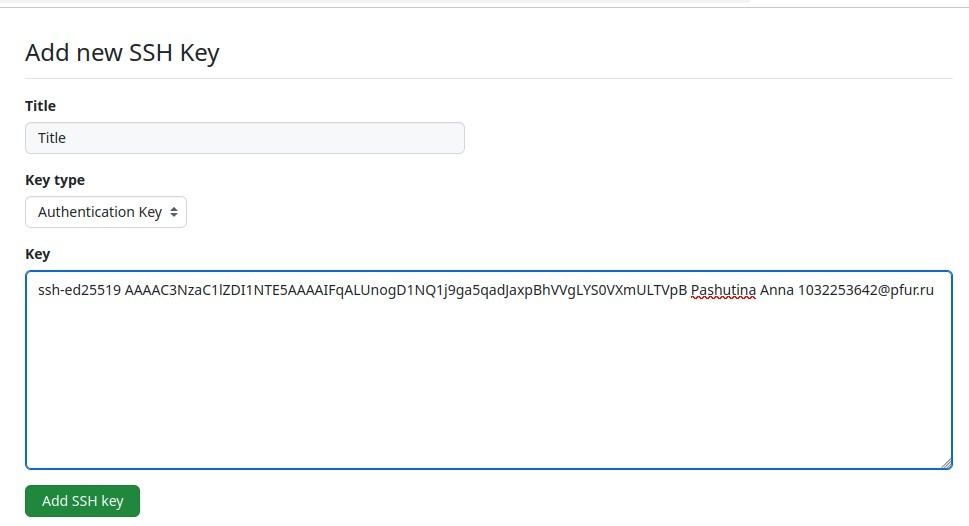 Add new SSH Key
Title
Title
Key type
Authentication Key
Key
ssh-ed25519 AAAAC3NzaC1lZDI1NTE5AAAAIFqALUnogD1NQ1j9ga5qadJaxpBhVVgLYS0VXmULTVpB Pashutina Anna 1032253642@pfur.ru
Add SSH key